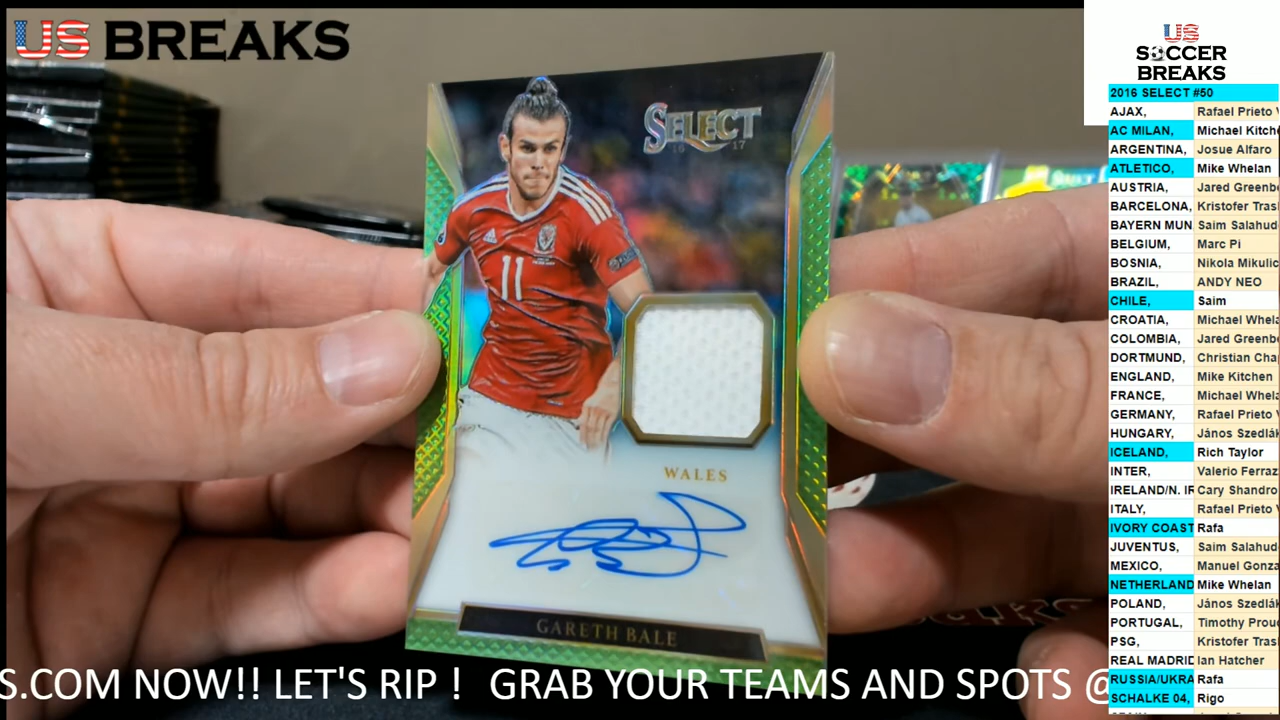 US BREAKS
SELECT
16 17
11
WALES
GARETH BALE
S.COM NOW!! LET'S RIP ! GRAB YOUR TEAMS AND SPOTS @
US
SOCCER
BREAKS
2016 SELECT #50
AJAX, Rafael Prieto V
AC MILAN, Michael Kitche
ARGENTINA, Josue Alfaro
ATLETICO, Mike Whelan
AUSTRIA, Jared Greenbe
BARCELONA, Kristofer Tras
BAYERN MUN Saim Salahud
BELGIUM, Marc Pi
BOSNIA, Nikola Mikulic
BRAZIL, ANDY NEO
CHILE, Saim
CROATIA, Michael Whela
COLOMBIA, Jared Greenbe
DORTMUND, Christian Cha
ENGLAND, Mike Kitchen
FRANCE, Michael Whela
GERMANY, Rafael Prieto V
HUNGARY, János Szedlák
ICELAND, Rich Taylor
INTER, Valerio Ferraz
IRELAND/N. IR Cary Shandro
ITALY, Rafael Prieto V
IVORY COAST Rafa
JUVENTUS, Saim Salahud
MEXICO, Manuel Gonza
NETHERLAND Mike Whelan
POLAND, János Szedlák
PORTUGAL, Timothy Prou
PSG, Kristofer Tras
REAL MADRID Ian Hatcher
RUSSIA/UKRA Rafa
SCHALKE 04, Rigo